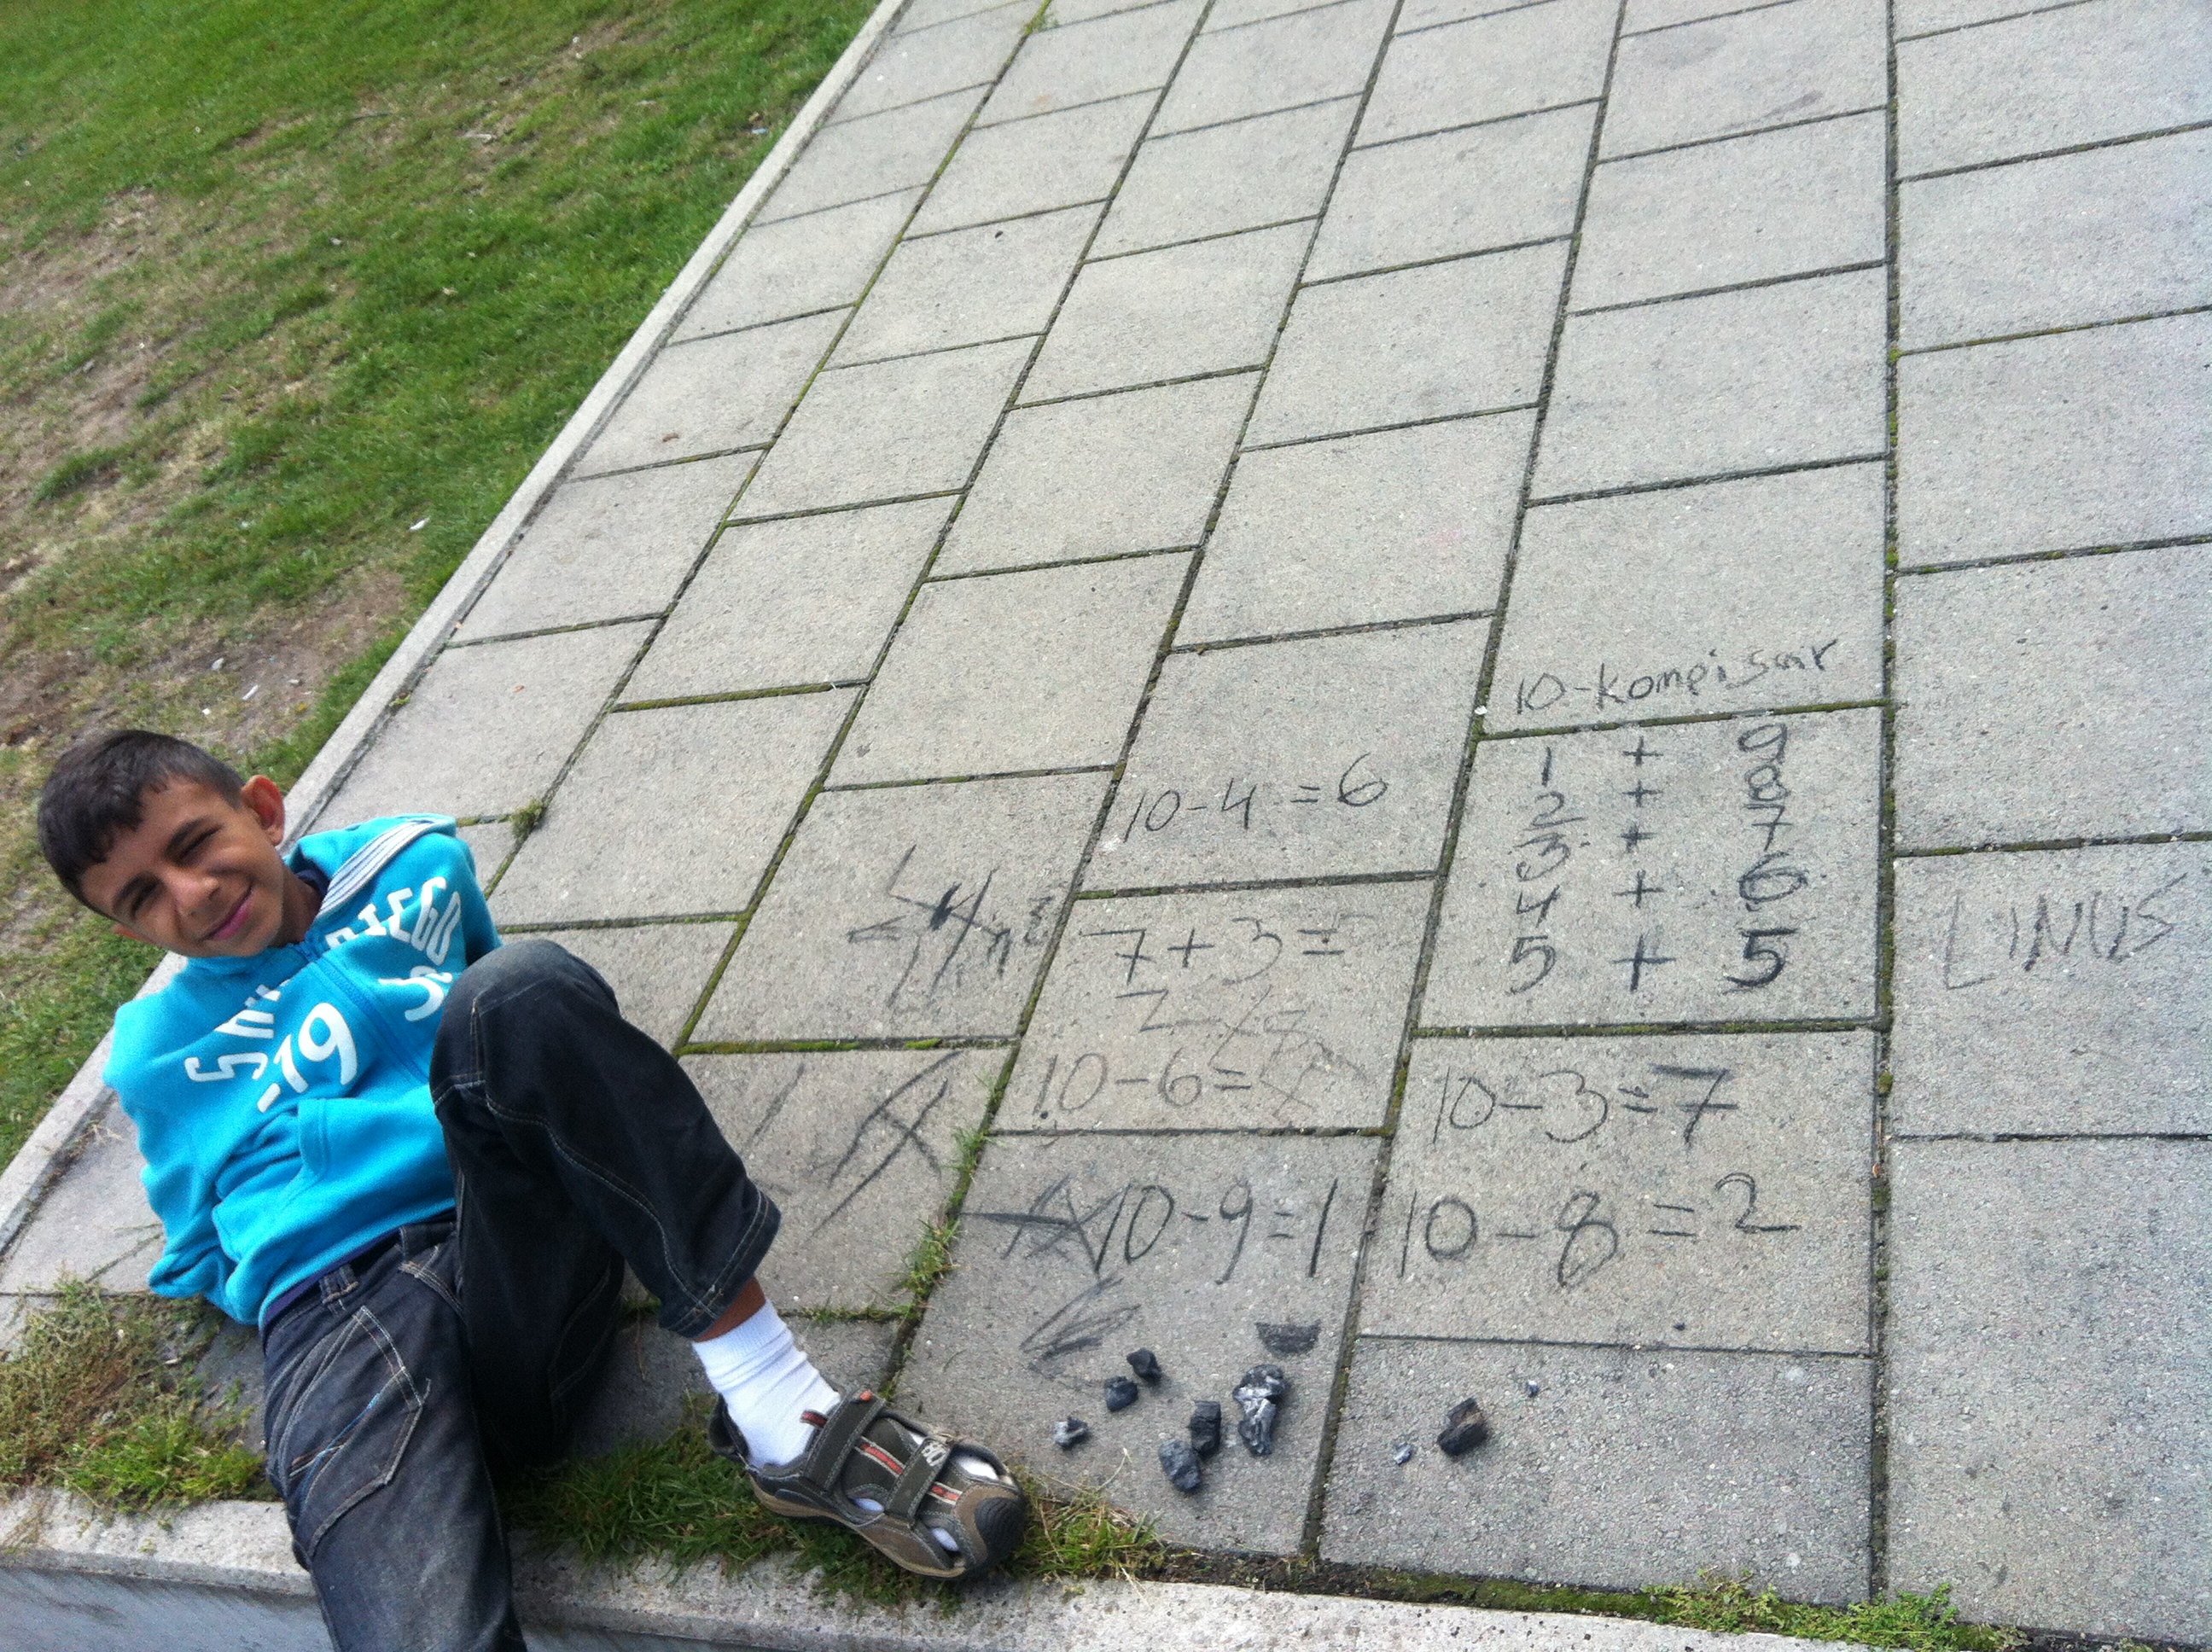 10-kompisar
1 + 9
2 + 8
3 + 7
4 + 6
5 + 5
10-4=6
7+3=
10-6=
10-3=7
10-9=1
10-8=2
LINUS
SAN DIEGO
-19